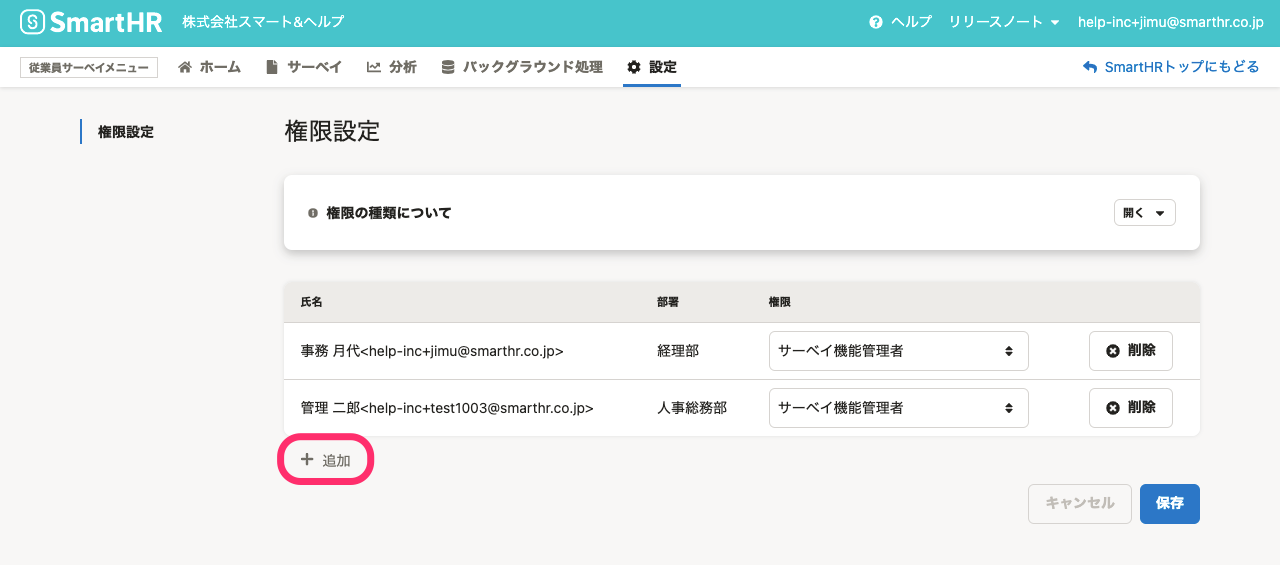 SmartHR 株式会社スマート&ヘルプ ヘルプ リリースノート help-inc+jimu@smarthr.co.jp
従業員サーベイメニュー ホーム サーベイ 分析 バックグラウンド処理 設定 SmartHRトップにもどる
権限設定
権限設定
権限の種類について 開く
氏名 部署 権限
事務 月代<help-inc+jimu@smarthr.co.jp> 経理部 サーベイ機能管理者 削除
管理 二郎<help-inc+test1003@smarthr.co.jp> 人事総務部 サーベイ機能管理者 削除
追加
キャンセル 保存